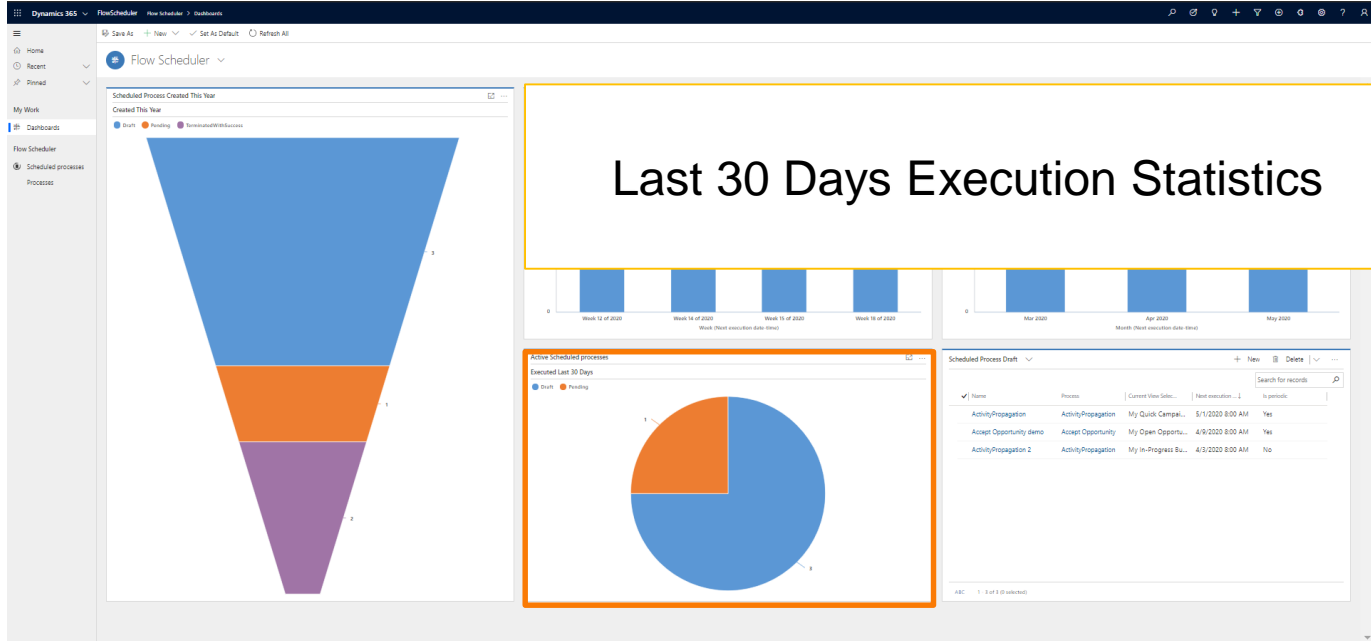 Dynamics 365
FlowScheduler
Flow Scheduler > Dashboards
Save As
New
Set As Default
Refresh All
Home
Recent
Pinned
My Work
Dashboards
Flow Scheduler
Scheduled processes
Processes
Flow Scheduler
Scheduled Process Created This Year
Created This Year
Draft
Pending
TerminatedWithSuccess
3
1
2
Last 30 Days Execution Statistics
0
Week 12 of 2020
Week 14 of 2020
Week 15 of 2020
Week 18 of 2020
Week (Next execution date-time)
0
Mar 2020
Apr 2020
May 2020
Month (Next execution date-time)
Active Scheduled processes
Executed Last 30 Days
Draft
Pending
1
3
Scheduled Process Draft
New
Delete
Search for records
Name Process Current View Selec... Next execution ... Is periodic
ActivityPropagation ActivityPropagation My Quick Campai... 5/1/2020 8:00 AM Yes
Accept Opportunity demo Accept Opportunity My Open Opportu... 4/9/2020 8:00 AM Yes
ActivityPropagation 2 ActivityPropagation My In-Progress Bu... 4/3/2020 8:00 AM No
ABC 1 - 3 of 3 (0 selected)